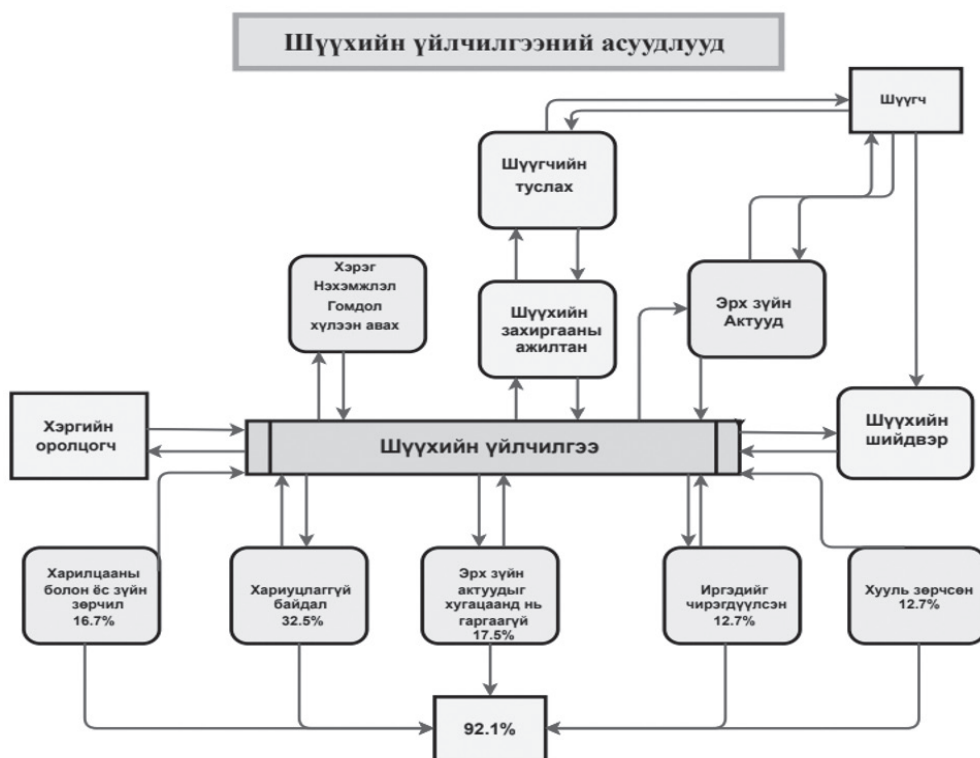 Шүүхийн үйлчилгээний асуудлууд
Шүүгч
Шүүгчийн
туслах
Хэрэг
Нэхэмжлэл
Гомдол
хүлээн авах
Шүүхийн
захиргааны
ажилтан
Эрх зүйн
Актууд
Хэргийн
оролцогч
Шүүхийн үйлчилгээ
Шүүхийн
шийдвэр
Харилцааны
болон ёс зүйн
зөрчил
16.7%
Хариуцлаггүй
байдал
32.5%
Эрх зүйн
актуудыг
хугацаанд нь
гаргаагүй
17.5%
Иргэдийг
чирэгдүүлсэн
12.7%
Хууль зөрчсөн
12.7%
92.1%